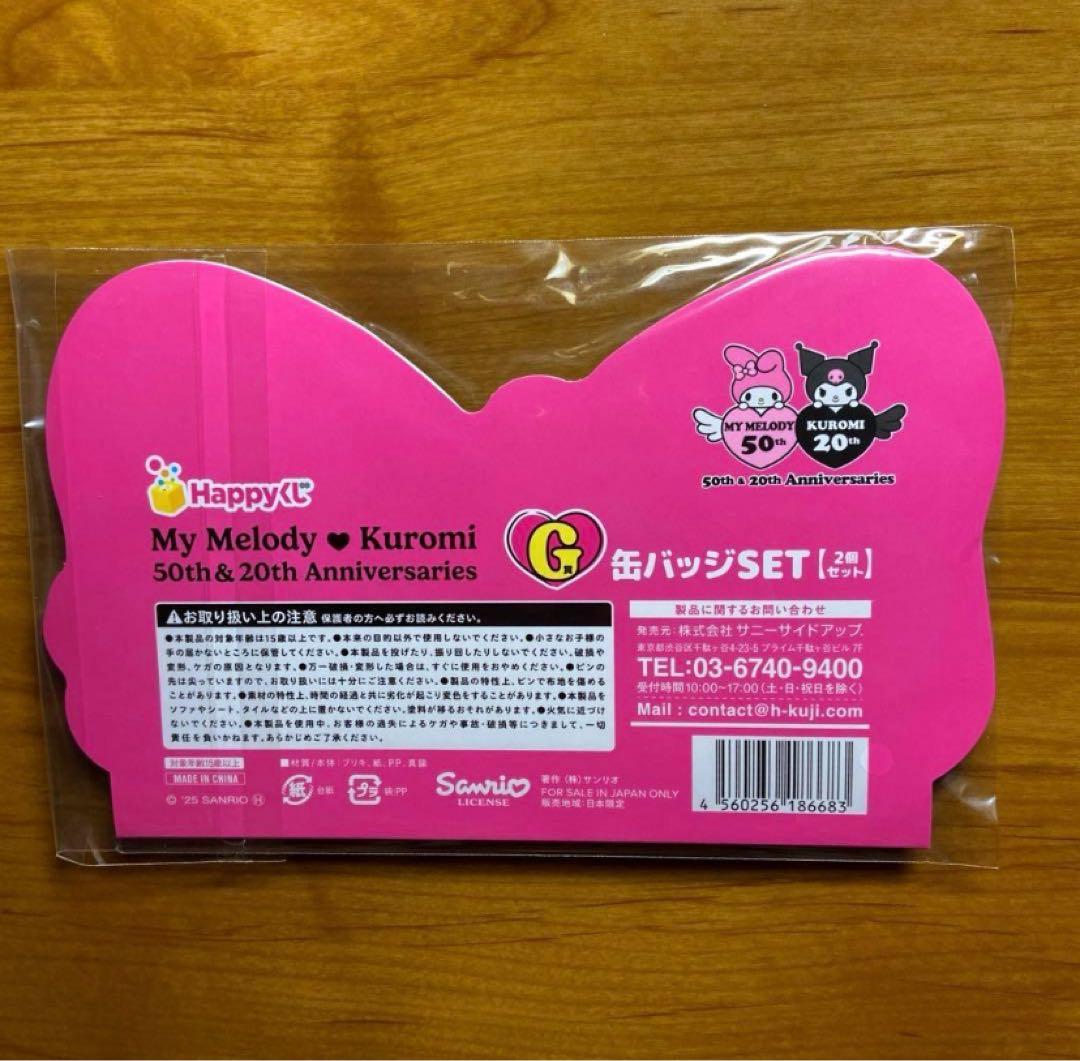 MY MELODY
50th
KUROMI
20th
50th & 20th Anniversaries
Happyくじ
My Melody ♥ Kuromi
50th & 20th Anniversaries
G賞
缶バッジSET【2個セット】
⚠お取り扱い上の注意 保護者の方へ必ずお読みください。
●本製品の対象年齢は15歳以上です。●本来の目的以外で使用しないでください。●小さなお子様の
手の届かないところに保管してください。●本製品を投げたり、振り回したりしないでください。破損や
変形、ケガの原因となります。●万一破損・変形した場合は、すぐに使用をおやめください。●ピンの
先は尖っていますので、お取り扱いには十分にご注意ください。●製品の特性上、ピンで布地を傷める
ことがあります。●素材の特性上、時間の経過と共に劣化が起こり変色をすることがあります。●本製品を
ソファやシート、タイルなどの上に置かないでください。塗料が移るおそれがあります。●火気に近づけ
ないでください。●本製品を使用中、お客様の過失によるケガや事故・破損等につきまして、一切
責任を負いかねます。あらかじめご了承ください。
製品に関するお問い合わせ
発売元:株式会社 サニーサイドアップ.
東京都渋谷区千駄ヶ谷4-23-5 プライム千駄ヶ谷ビル 7F
TEL:03-6740-9400
受付時間10:00~17:00(土・日・祝日を除く)
Mail : contact@h-kuji.com
対象年齢15歳以上
MADE IN CHINA
© '25 SANRIO Ⓗ
■材質/本体:ブリキ、紙、PP、真鍮
紙 台紙
プラ 袋:PP
Sanrio
LICENSE
著作 (株)サンリオ
FOR SALE IN JAPAN ONLY
販売地域:日本限定
4 560256 186683